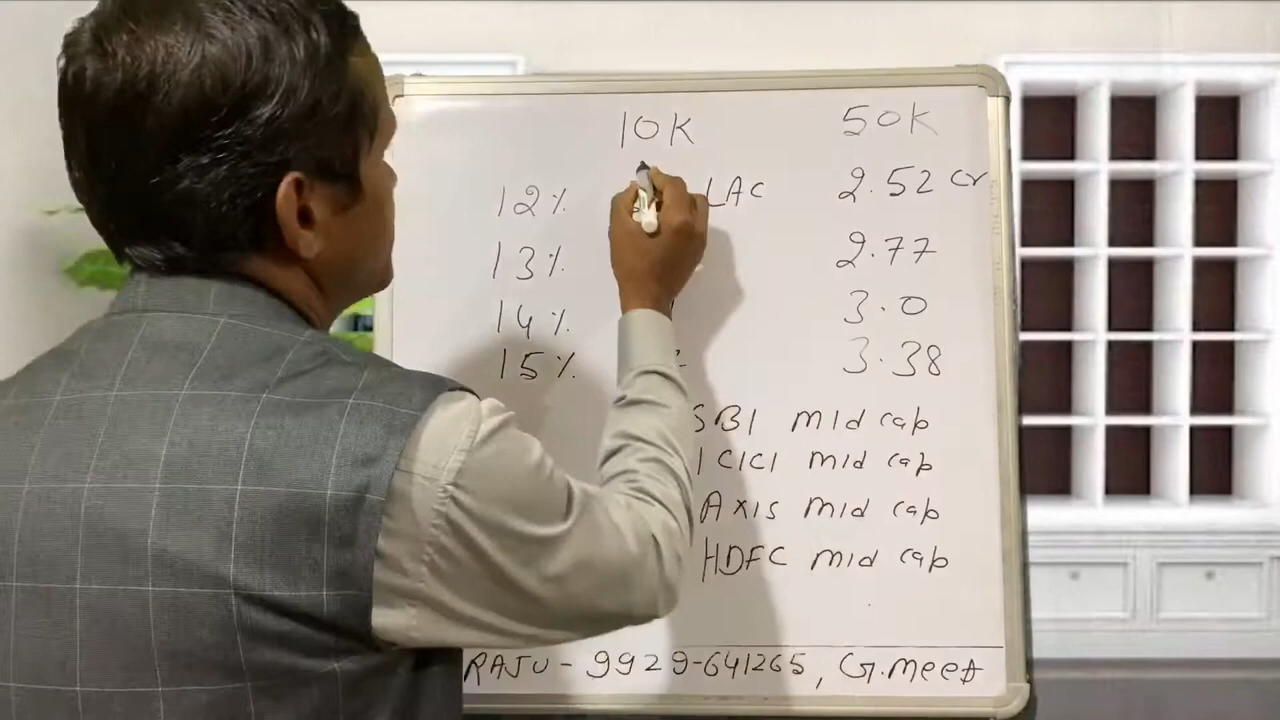 10K 50K
12% LAC 2.52 Cr
13% 2.77
14% 3.0
15% 3.38
SBI mid cap
ICICI mid cap
Axis mid cap
HDFC mid cap
RAJU - 9929-641265, G.meet